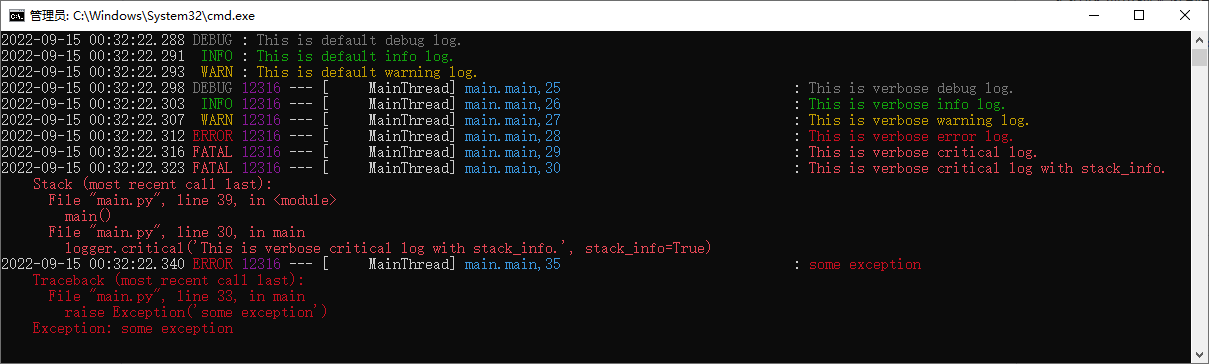 管理员: C:\Windows\System32\cmd.exe
2022-09-15 00:32:22.288 DEBUG : This is default debug log.
2022-09-15 00:32:22.291  INFO : This is default info log.
2022-09-15 00:32:22.293  WARN : This is default warning log.
2022-09-15 00:32:22.298 DEBUG 12316 --- [     MainThread] main.main,25                             : This is verbose debug log.
2022-09-15 00:32:22.303  INFO 12316 --- [     MainThread] main.main,26                             : This is verbose info log.
2022-09-15 00:32:22.307  WARN 12316 --- [     MainThread] main.main,27                             : This is verbose warning log.
2022-09-15 00:32:22.312 ERROR 12316 --- [     MainThread] main.main,28                             : This is verbose error log.
2022-09-15 00:32:22.316 FATAL 12316 --- [     MainThread] main.main,29                             : This is verbose critical log.
2022-09-15 00:32:22.323 FATAL 12316 --- [     MainThread] main.main,30                             : This is verbose critical log with stack_info.
    Stack (most recent call last):
      File "main.py", line 39, in <module>
        main()
      File "main.py", line 30, in main
        logger.critical('This is verbose critical log with stack_info.', stack_info=True)
2022-09-15 00:32:22.340 ERROR 12316 --- [     MainThread] main.main,35                             : some exception
    Traceback (most recent call last):
      File "main.py", line 33, in main
        raise Exception('some exception')
    Exception: some exception